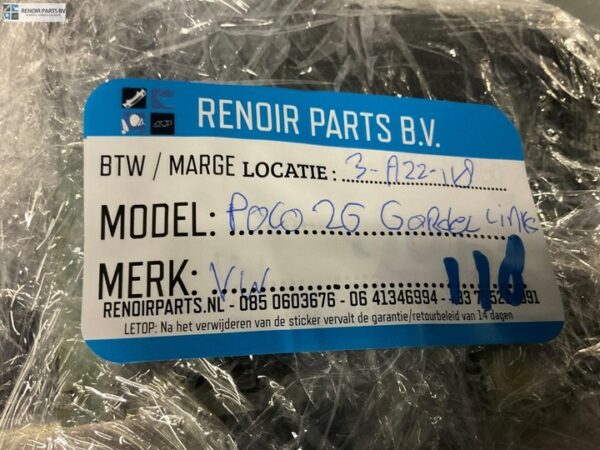 RENOIR PARTS BV
RENOIR PARTS B.V.
BTW / MARGE LOCATIE: 3-A22-118
MODEL: POLO 2G Gordel Links
MERK: VW
118
RENOIRPARTS.NL - 085 0603676 - 06 41346994 -
LETOP: Na het verwijderen van de sticker vervalt de garantie/retourbeleid van 14 dagen